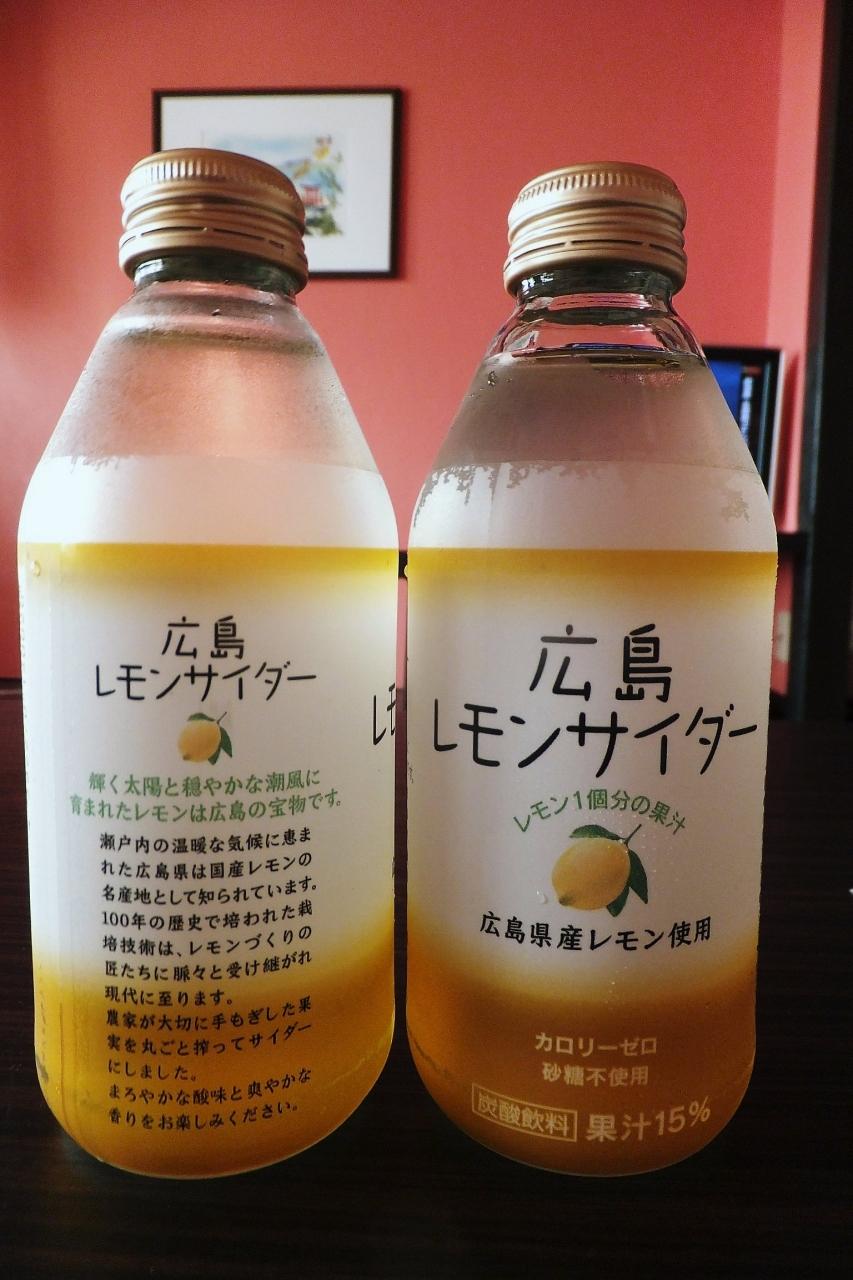 広島
レモンサイダー
輝く太陽と穏やかな潮風に
育まれたレモンは広島の宝物です。
瀬戸内の温暖な気候に恵ま
れた広島県は国産レモンの
名産地として知られています。
100年の歴史で培われた栽
培技術は、レモンづくりの
匠たちに脈々と受け継がれ
現代に至ります。
農家が大切に手もぎした果
実を丸ごと搾ってサイダー
にしました。
まろやかな酸味と爽やかな
香りをお楽しみください。
レモ
広島
レモンサイダー
レモン1個分の果汁
広島県産レモン使用
カロリーゼロ
砂糖不使用
炭酸飲料 果汁15%